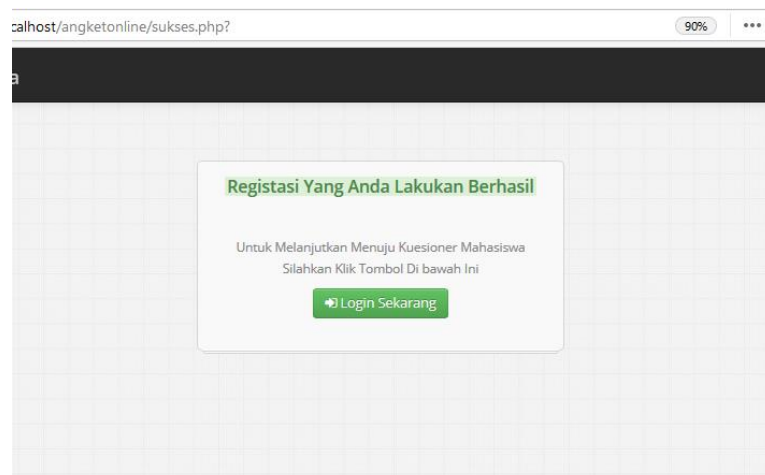 calhost/angketonline/sukses.php?
90%
a
Registasi Yang Anda Lakukan Berhasil
Untuk Melanjutkan Menuju Kuesioner Mahasiswa
Silahkan Klik Tombol Di bawah Ini
Login Sekarang